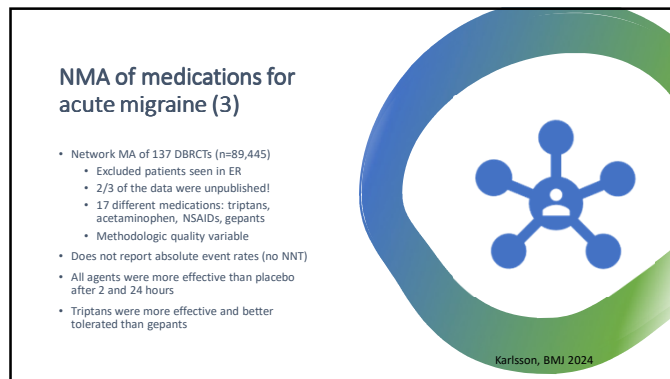 NMA of medications for
acute migraine (3)
• Network MA of 137 DBRCTs (n=89,445)
• Excluded patients seen in ER
• 2/3 of the data were unpublished!
• 17 different medications: triptans,
acetaminophen, NSAIDs, gepants
• Methodologic quality variable
• Does not report absolute event rates (no NNT)
• All agents were more effective than placebo
after 2 and 24 hours
• Triptans were more effective and better
tolerated than gepants
Karlsson, BMJ 2024